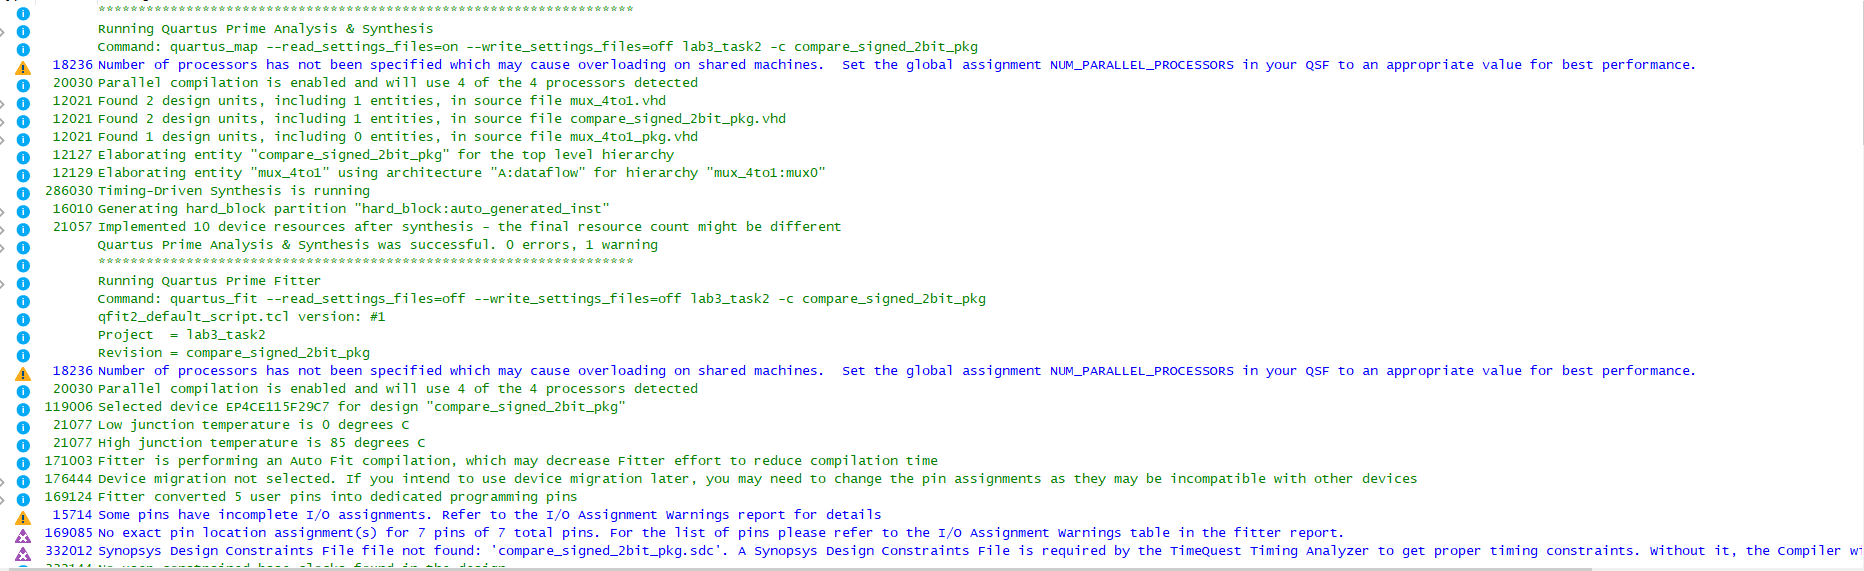 *******************************************************************
Running Quartus Prime Analysis & Synthesis
Command: quartus_map --read_settings_files=on --write_settings_files=off lab3_task2 -c compare_signed_2bit_pkg
18236 Number of processors has not been specified which may cause overloading on shared machines.  Set the global assignment NUM_PARALLEL_PROCESSORS in your QSF to an appropriate value for best performance.
20030 Parallel compilation is enabled and will use 4 of the 4 processors detected
12021 Found 2 design units, including 1 entities, in source file mux_4to1.vhd
12021 Found 2 design units, including 1 entities, in source file compare_signed_2bit_pkg.vhd
12021 Found 1 design units, including 0 entities, in source file mux_4to1_pkg.vhd
12127 Elaborating entity "compare_signed_2bit_pkg" for the top level hierarchy
12129 Elaborating entity "mux_4to1" using architecture "A:dataflow" for hierarchy "mux_4to1:mux0"
286030 Timing-Driven Synthesis is running
16010 Generating hard_block partition "hard_block:auto_generated_inst"
21057 Implemented 10 device resources after synthesis - the final resource count might be different
Quartus Prime Analysis & Synthesis was successful. 0 errors, 1 warning
*******************************************************************
Running Quartus Prime Fitter
Command: quartus_fit --read_settings_files=off --write_settings_files=off lab3_task2 -c compare_signed_2bit_pkg
qfit2_default_script.tcl version: #1
Project  = lab3_task2
Revision = compare_signed_2bit_pkg
18236 Number of processors has not been specified which may cause overloading on shared machines.  Set the global assignment NUM_PARALLEL_PROCESSORS in your QSF to an appropriate value for best performance.
20030 Parallel compilation is enabled and will use 4 of the 4 processors detected
119006 Selected device EP4CE115F29C7 for design "compare_signed_2bit_pkg"
21077 Low junction temperature is 0 degrees C
21077 High junction temperature is 85 degrees C
171003 Fitter is performing an Auto Fit compilation, which may decrease Fitter effort to reduce compilation time
176444 Device migration not selected. If you intend to use device migration later, you may need to change the pin assignments as they may be incompatible with other devices
169124 Fitter converted 5 user pins into dedicated programming pins
15714 Some pins have incomplete I/O assignments. Refer to the I/O Assignment Warnings report for details
169085 No exact pin location assignment(s) for 7 pins of 7 total pins. For the list of pins please refer to the I/O Assignment Warnings table in the fitter report.
332012 Synopsys Design Constraints File file not found: 'compare_signed_2bit_pkg.sdc'. A Synopsys Design Constraints File is required by the TimeQuest Timing Analyzer to get proper timing constraints. Without it, the Compiler wi